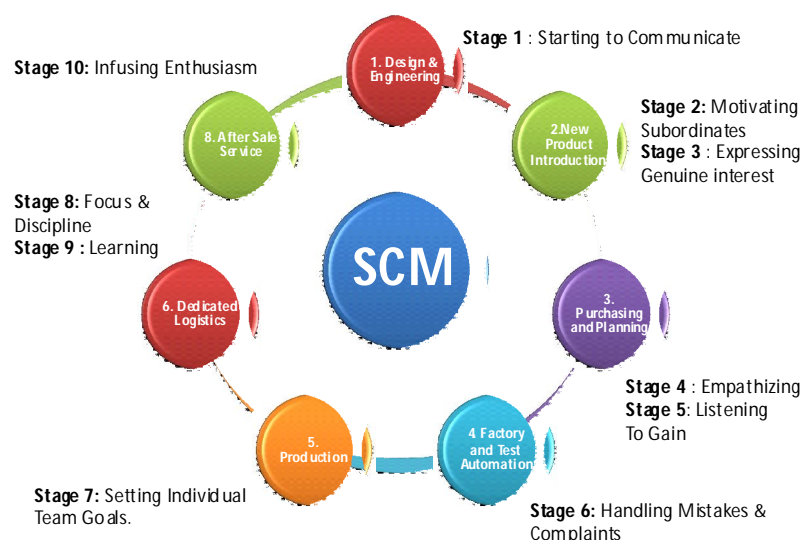 Stage 1 : Starting to Communicate
1. Design &
Engineering
Stage 10: Infusing Enthusiasm
Stage 2: Motivating
Subordinates
Stage 3 : Expressing
Genuine interest
8. After Sale
Service
2.New
Product
Introduction
Stage 8: Focus &
Discipline
Stage 9 : Learning
SCM
6. Dedicated
Logistics
3.
Purchasing
and Planning
Stage 4 : Empathizing
Stage 5: Listening
To Gain
5.
Production
4 Factory
and Test
Automation
Stage 7: Setting Individual
Team Goals.
Stage 6: Handling Mistakes &
Complaints